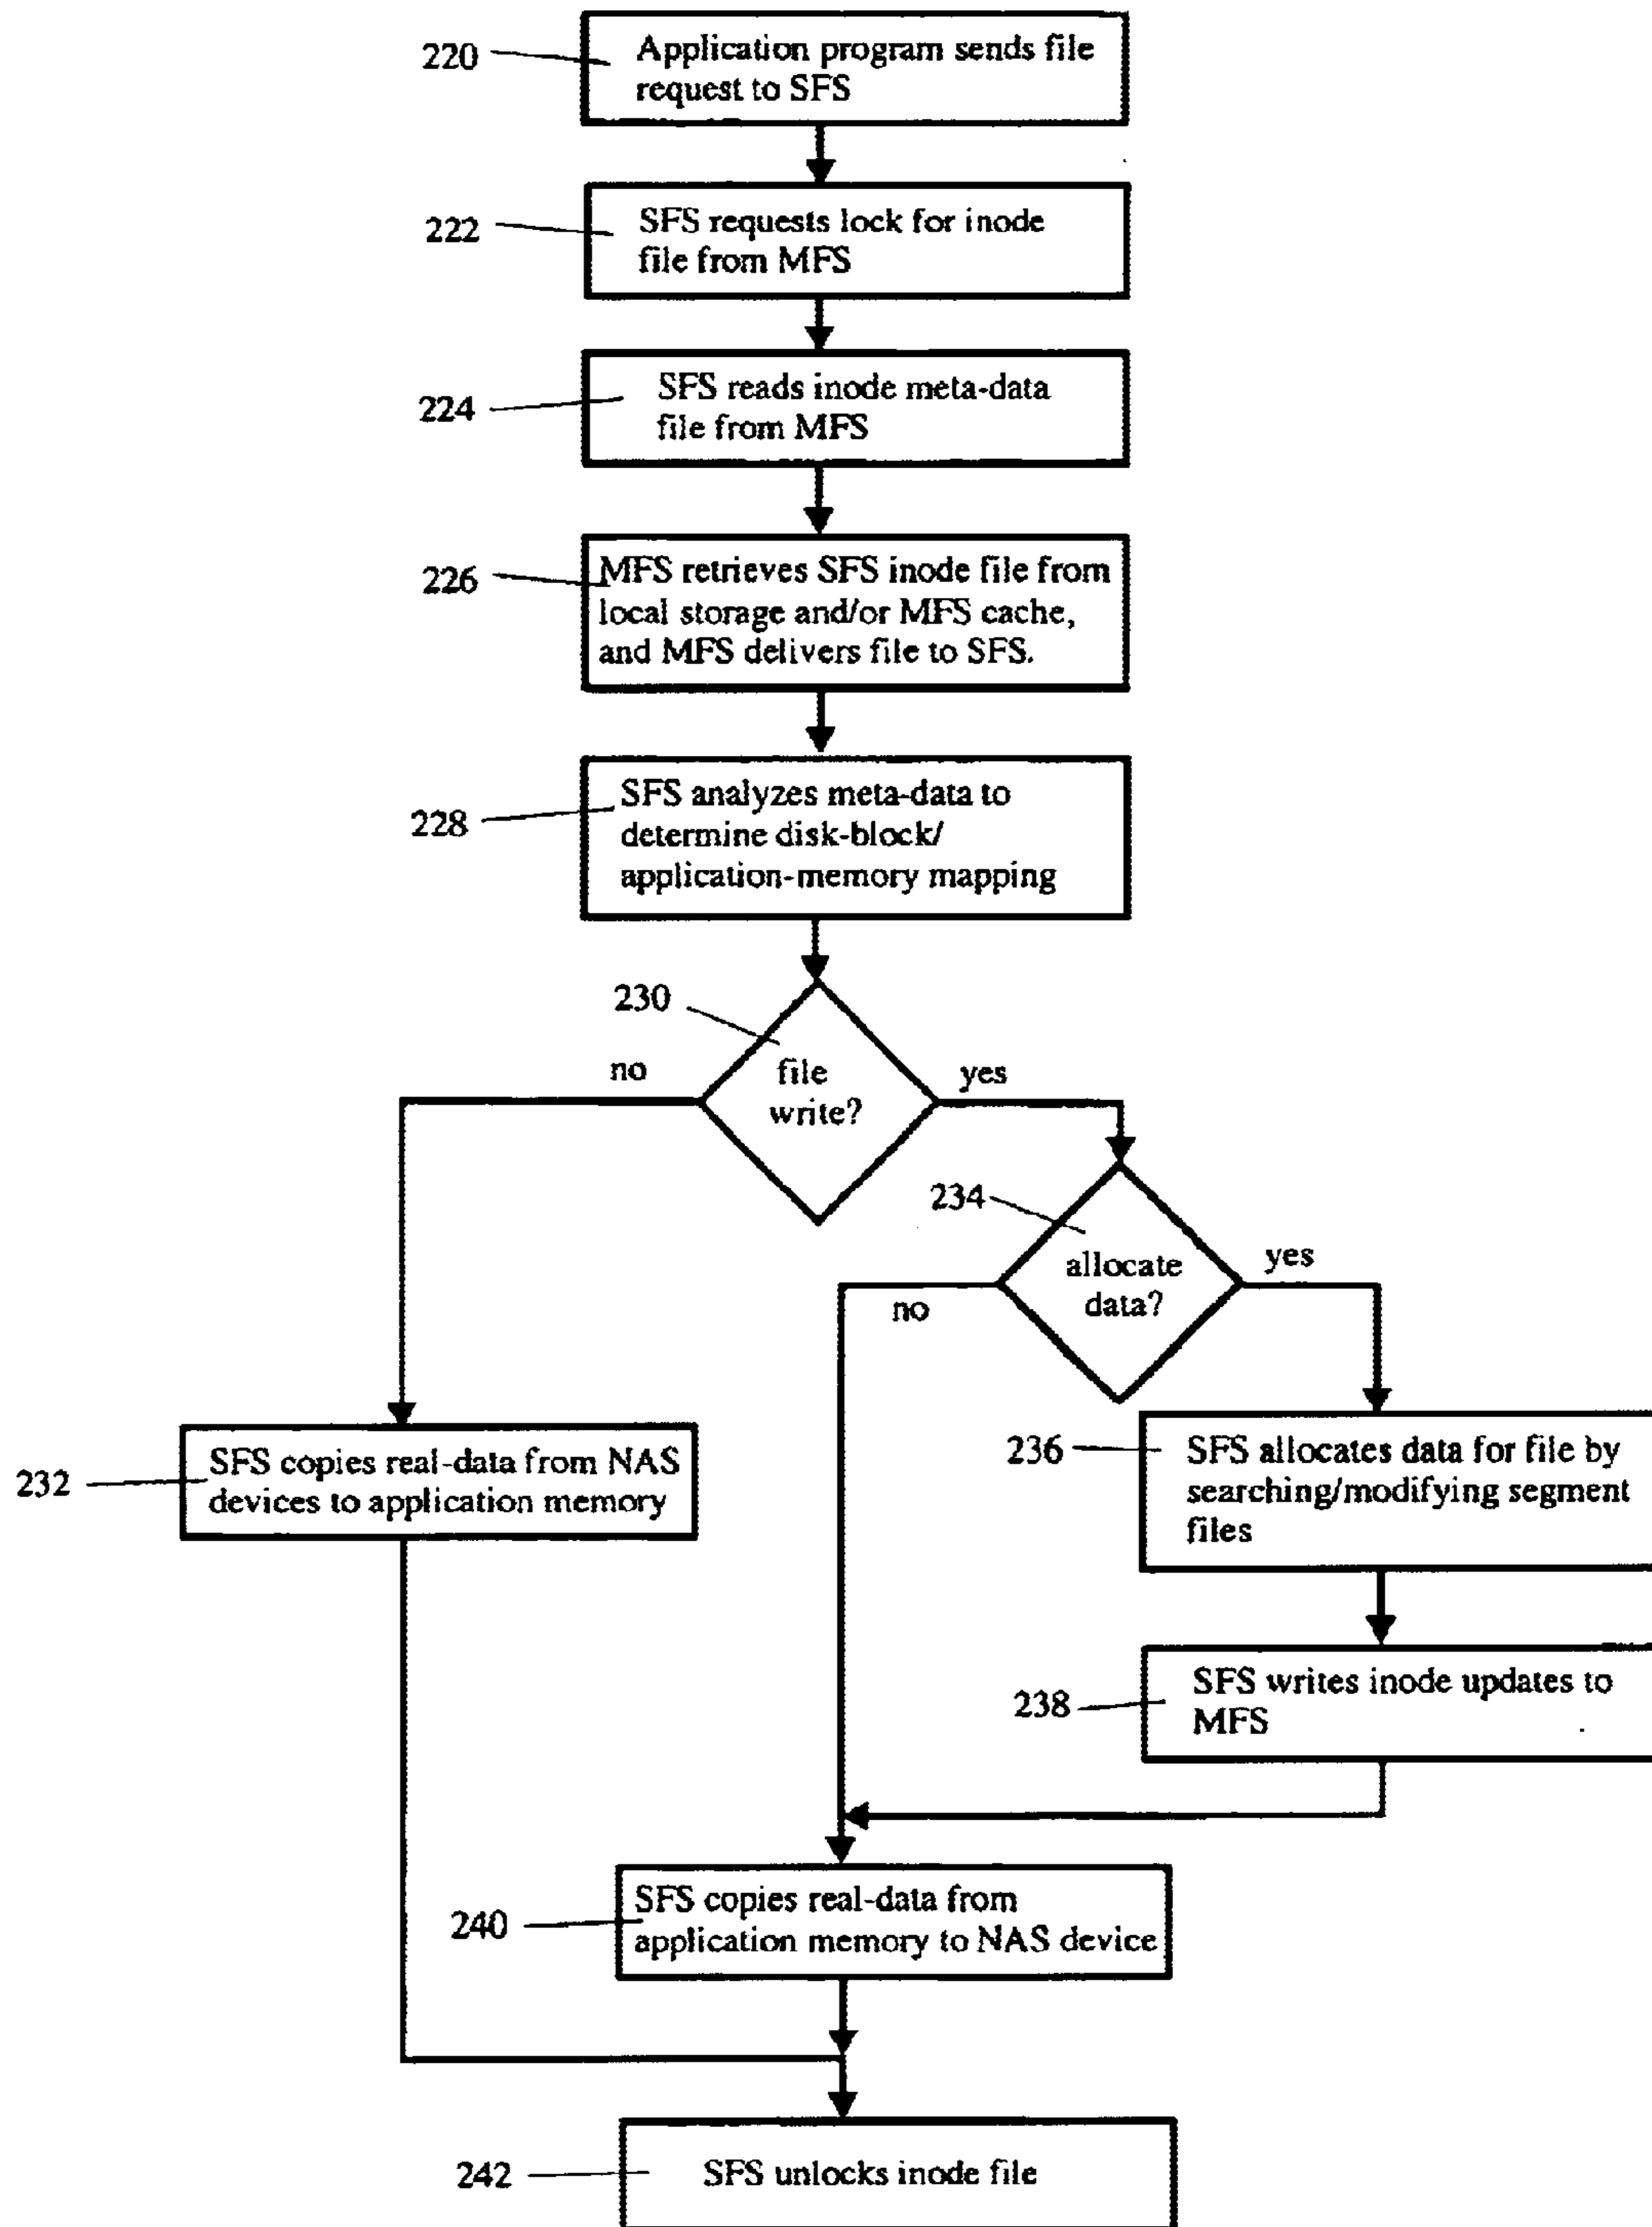 220
Application program sends file
request to SFS
222
SFS requests lock for inode
file from MFS
224
SFS reads inode meta-data
file from MFS
226
MFS retrieves SFS inode file from
local storage and/or MFS cache,
and MFS delivers file to SFS.
228
SFS analyzes meta-data to
determine disk-block/
application-memory mapping
230
file
write?
no
yes
234
allocate
data?
no
yes
232
SFS copies real-data from NAS
devices to application memory
236
SFS allocates data for file by
searching/modifying segment
files
238
SFS writes inode updates to
MFS
240
SFS copies real-data from
application memory to NAS device
242
SFS unlocks inode file